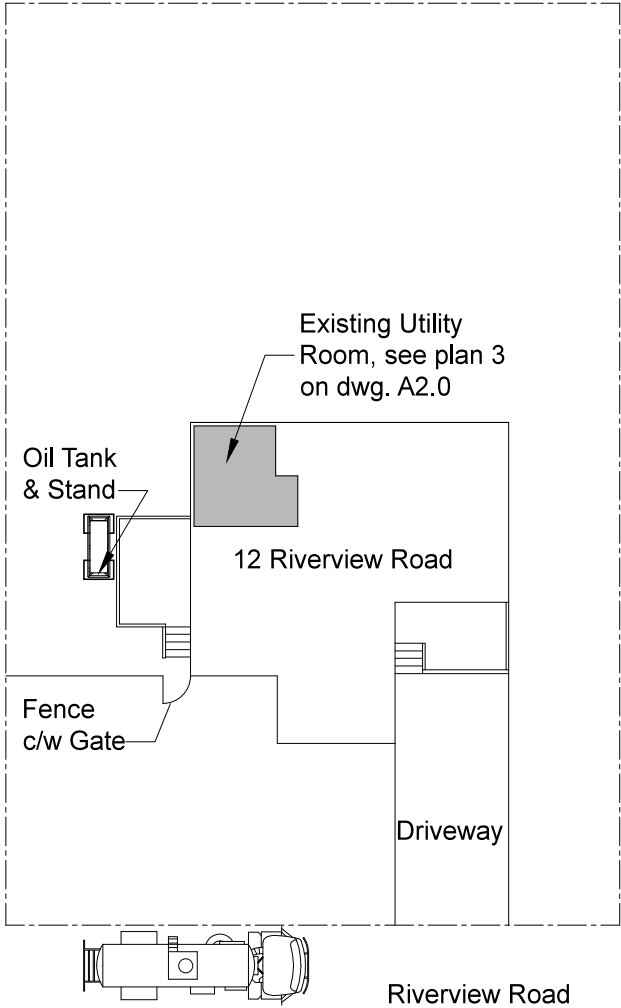 Existing Utility
Room, see plan 3
on dwg. A2.0
Oil Tank
& Stand
12 Riverview Road
Fence
c/w Gate
Driveway
Riverview Road